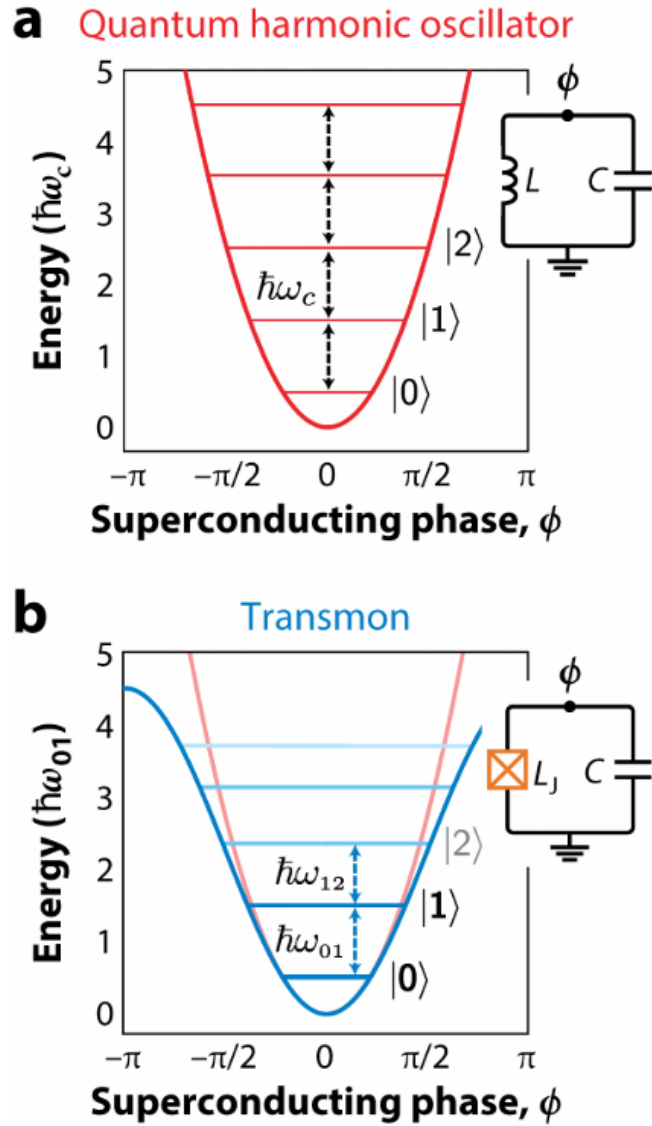 a Quantum harmonic oscillator
5
4
3
2
1
0
Energy (ℏω_c)
ℏω_c
|2⟩
|1⟩
|0⟩
ϕ
L
C
−π
−π/2
0
π/2
π
Superconducting phase, ϕ
b Transmon
5
4
3
2
1
0
Energy (ℏω_01)
ℏω_12
ℏω_01
|2⟩
|1⟩
|0⟩
ϕ
L_J
C
−π
−π/2
0
π/2
π
Superconducting phase, ϕ